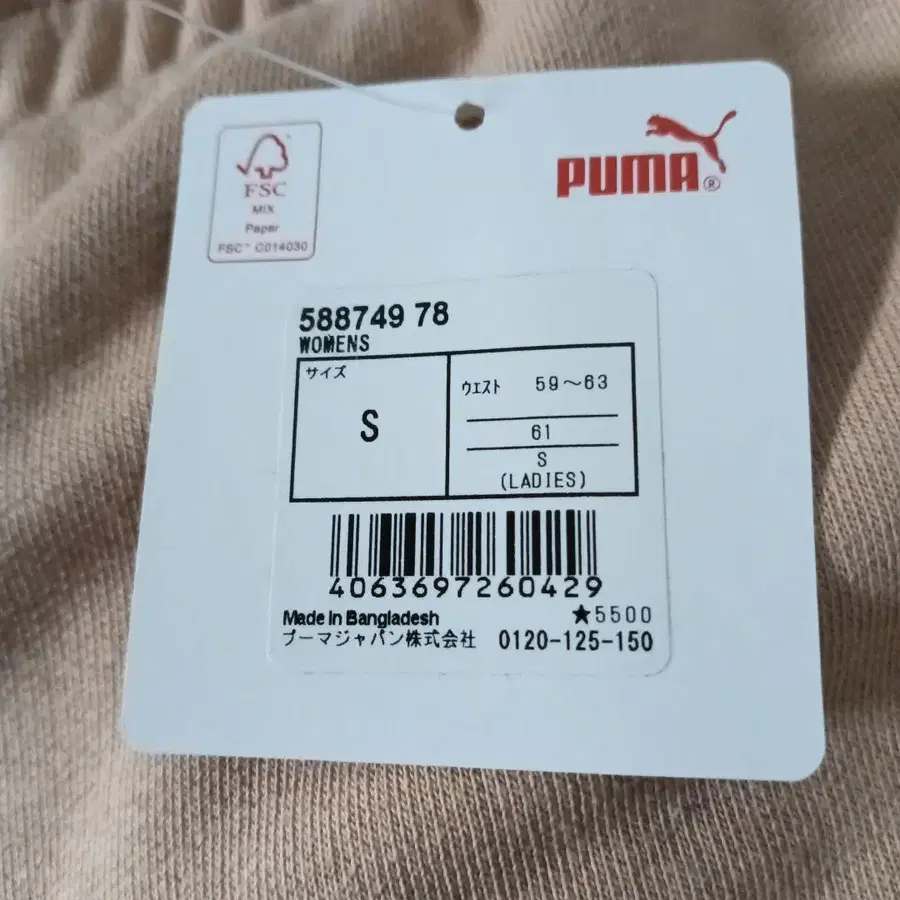 FSC
MIX
Paper
FSC™ C014030
PUMA®
588749 78
WOMENS
サイズ
S
ウエスト 59～63
61
S
(LADIES)
4063697260429
Made in Bangladesh
★5500
プーマジャパン株式会社 0120-125-150